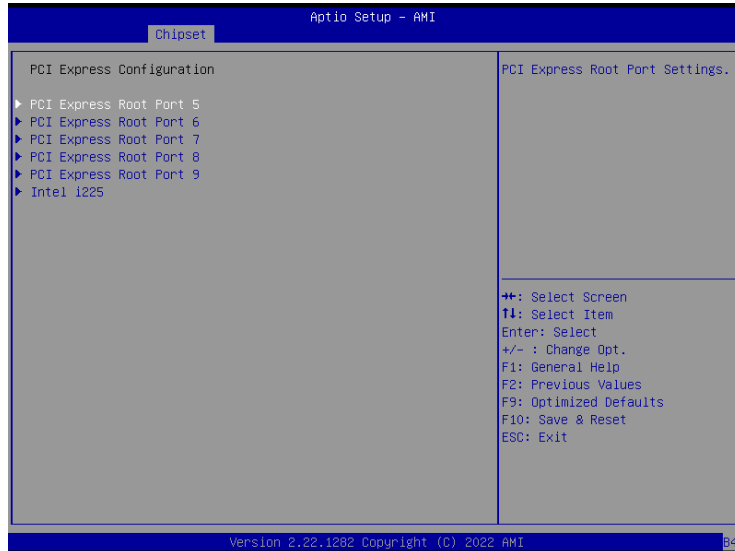 Aptio Setup – AMI
Chipset
PCI Express Configuration
PCI Express Root Port 5
PCI Express Root Port 6
PCI Express Root Port 7
PCI Express Root Port 8
PCI Express Root Port 9
Intel i225
PCI Express Root Port Settings.
→←: Select Screen
↑↓: Select Item
Enter: Select
+/- : Change Opt.
F1: General Help
F2: Previous Values
F9: Optimized Defaults
F10: Save & Reset
ESC: Exit
Version 2.22.1282 Copyright (C) 2022 AMI
B4